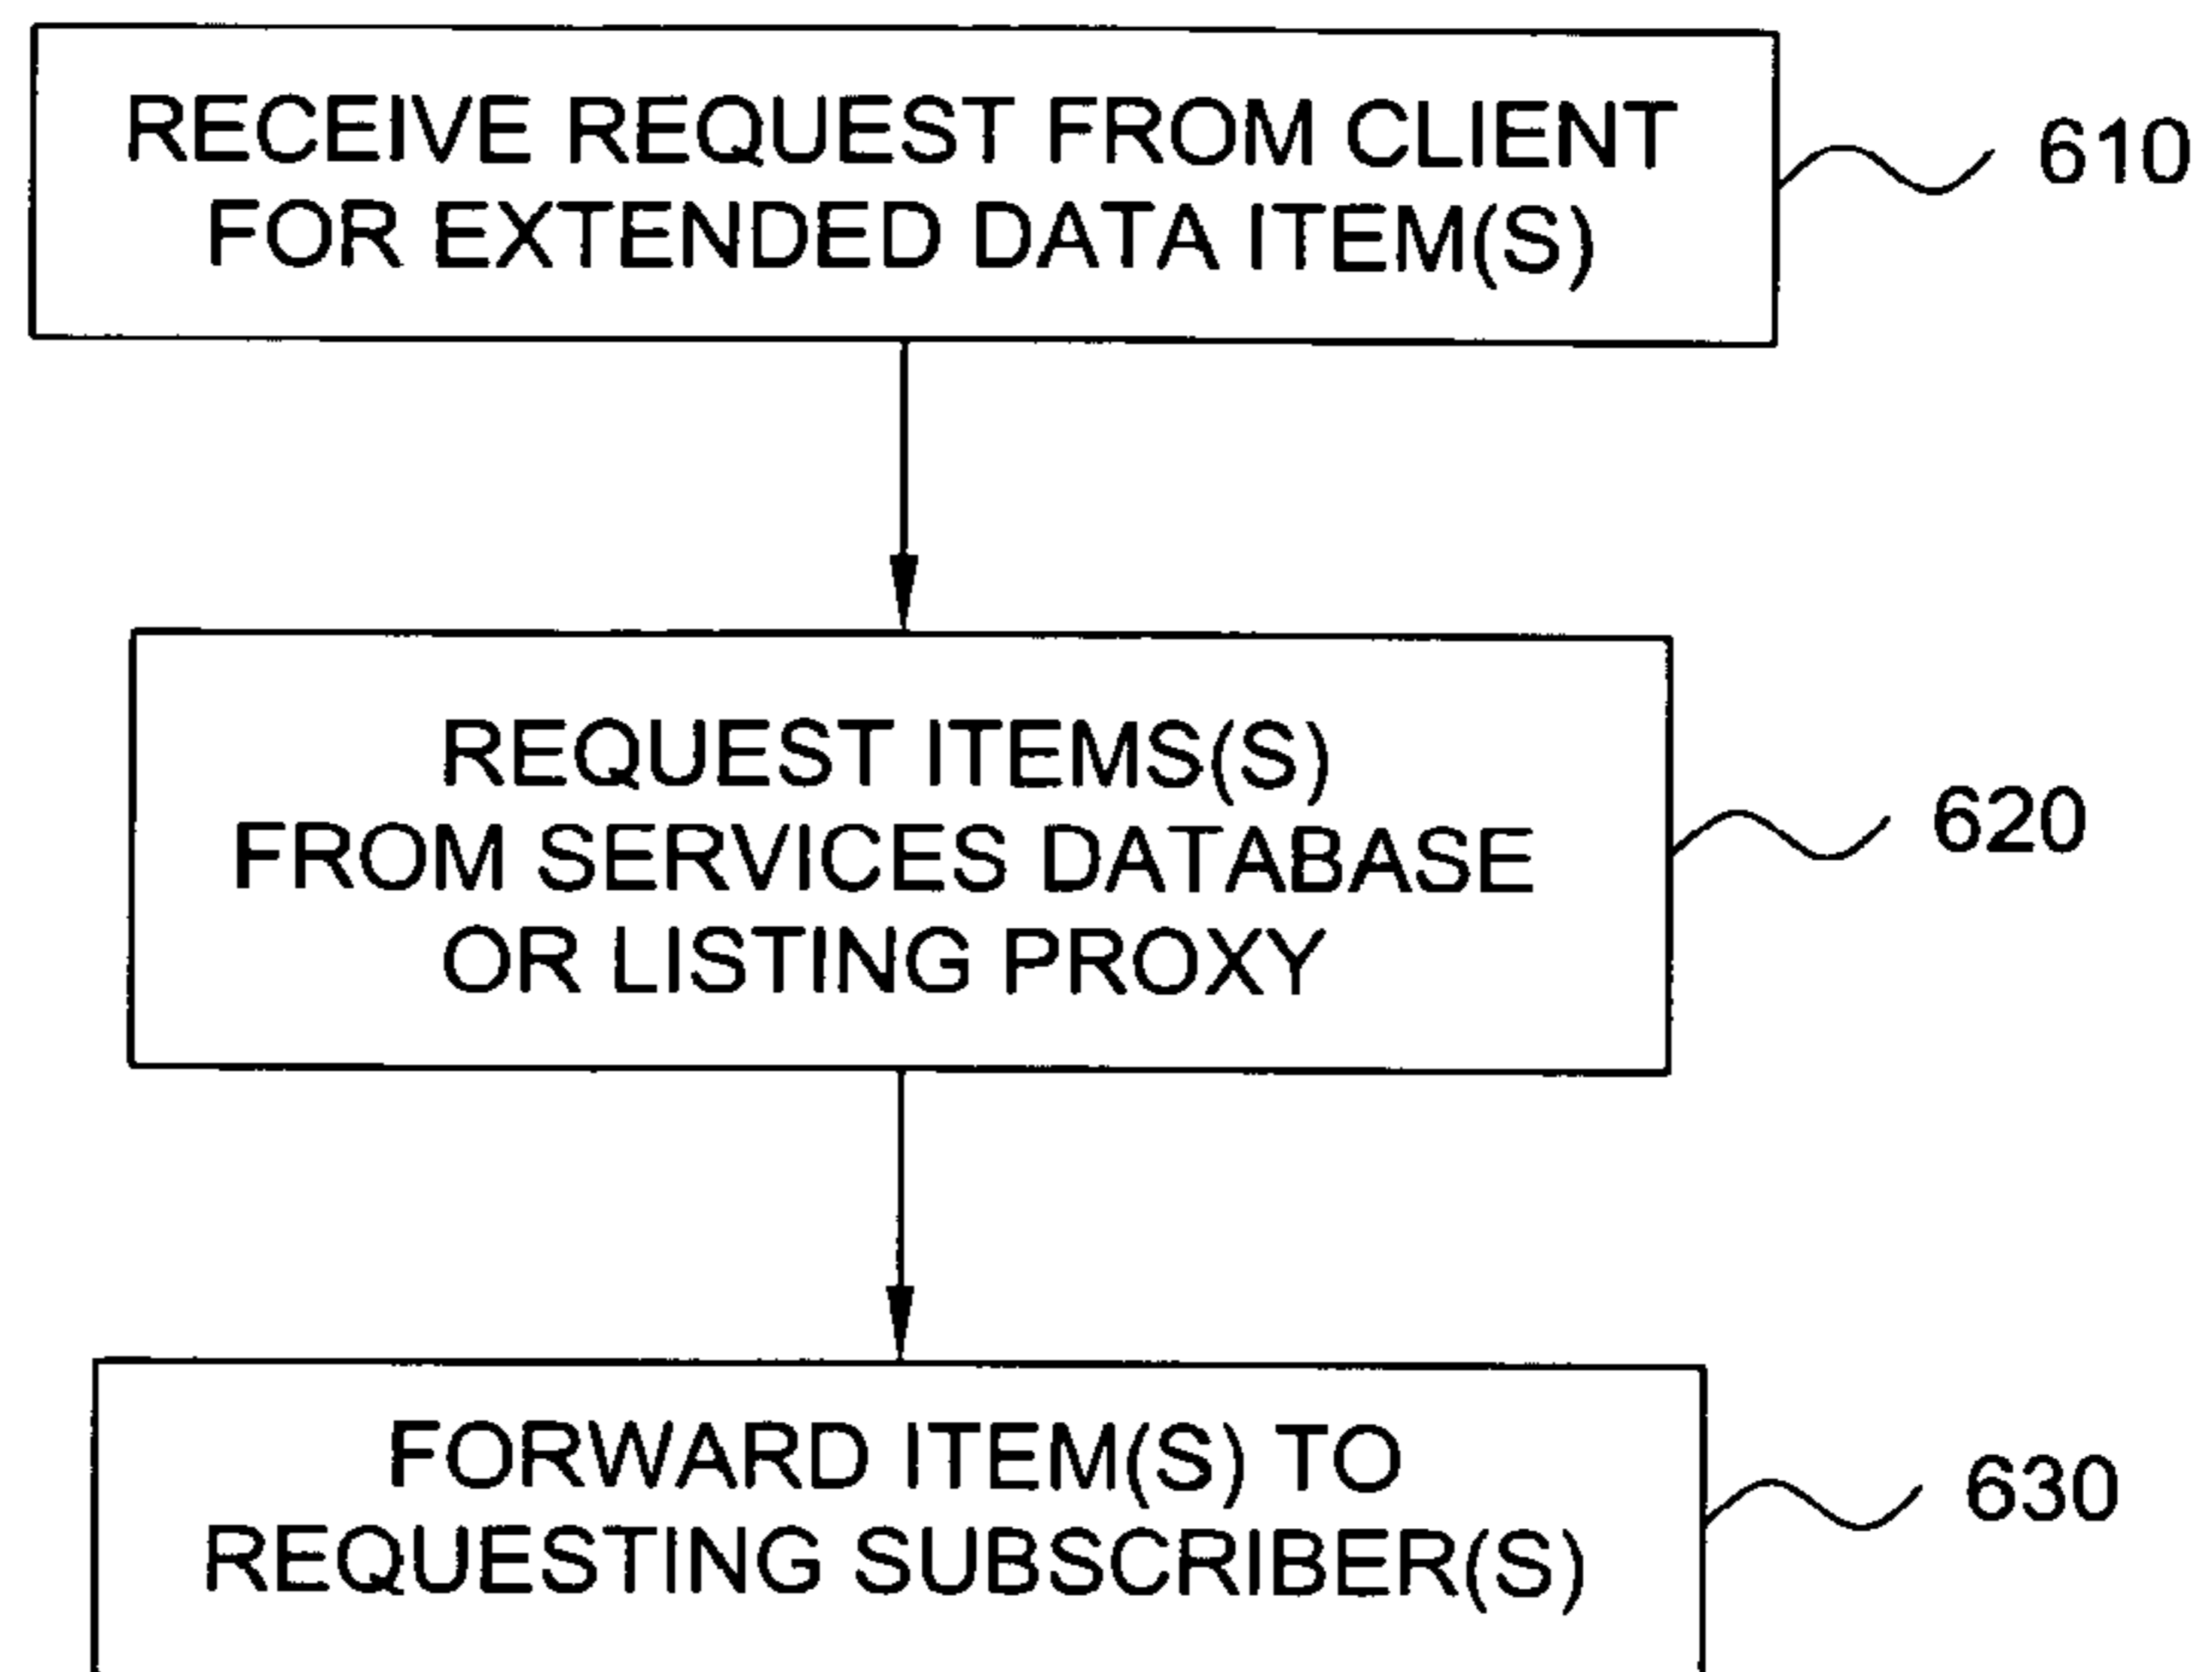 RECEIVE REQUEST FROM CLIENT
FOR EXTENDED DATA ITEM(S)
610
REQUEST ITEMS(S)
FROM SERVICES DATABASE
OR LISTING PROXY
620
FORWARD ITEM(S) TO
REQUESTING SUBSCRIBER(S)
630